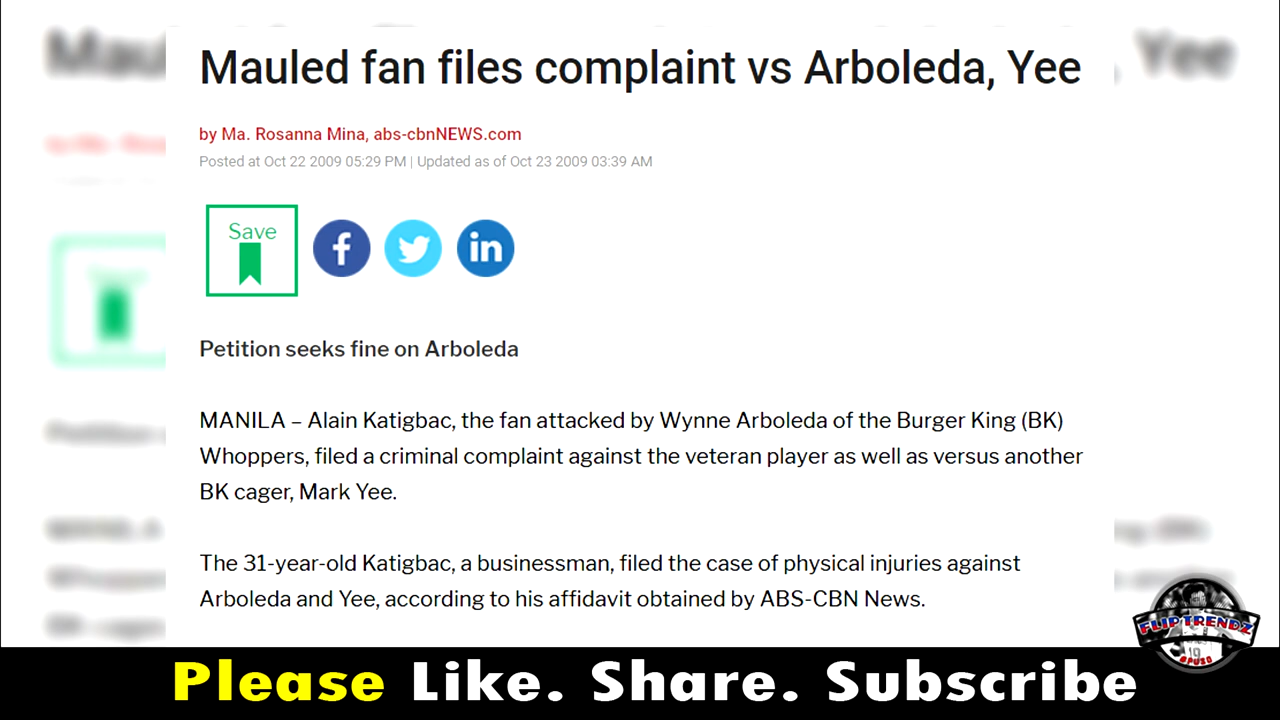 Mauled fan files complaint vs Arboleda, Yee
by Ma. Rosanna Mina, abs-cbnNEWS.com
Posted at Oct 22 2009 05:29 PM | Updated as of Oct 23 2009 03:39 AM
Save
Petition seeks fine on Arboleda
MANILA – Alain Katigbac, the fan attacked by Wynne Arboleda of the Burger King (BK)
Whoppers, filed a criminal complaint against the veteran player as well as versus another
BK cager, Mark Yee.
The 31-year-old Katigbac, a businessman, filed the case of physical injuries against
Arboleda and Yee, according to his affidavit obtained by ABS-CBN News.
FLIPTRENDZ
19
Please Like. Share. Subscribe